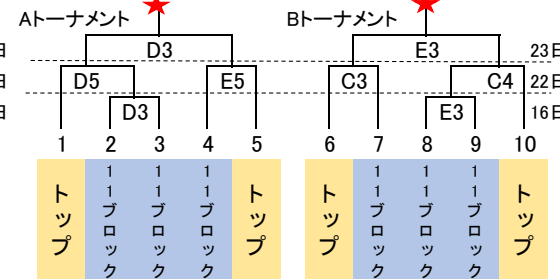 Aトーナメント Bトーナメント
日 D3 E3 23日
日 D5 E5 C3 C4 22日
日 D3 E3 16日
1 2 3 4 5 6 7 8 9 10
トップ
11ブロック
11ブロック
11ブロック
トップ
トップ
11ブロック
11ブロック
11ブロック
トップ